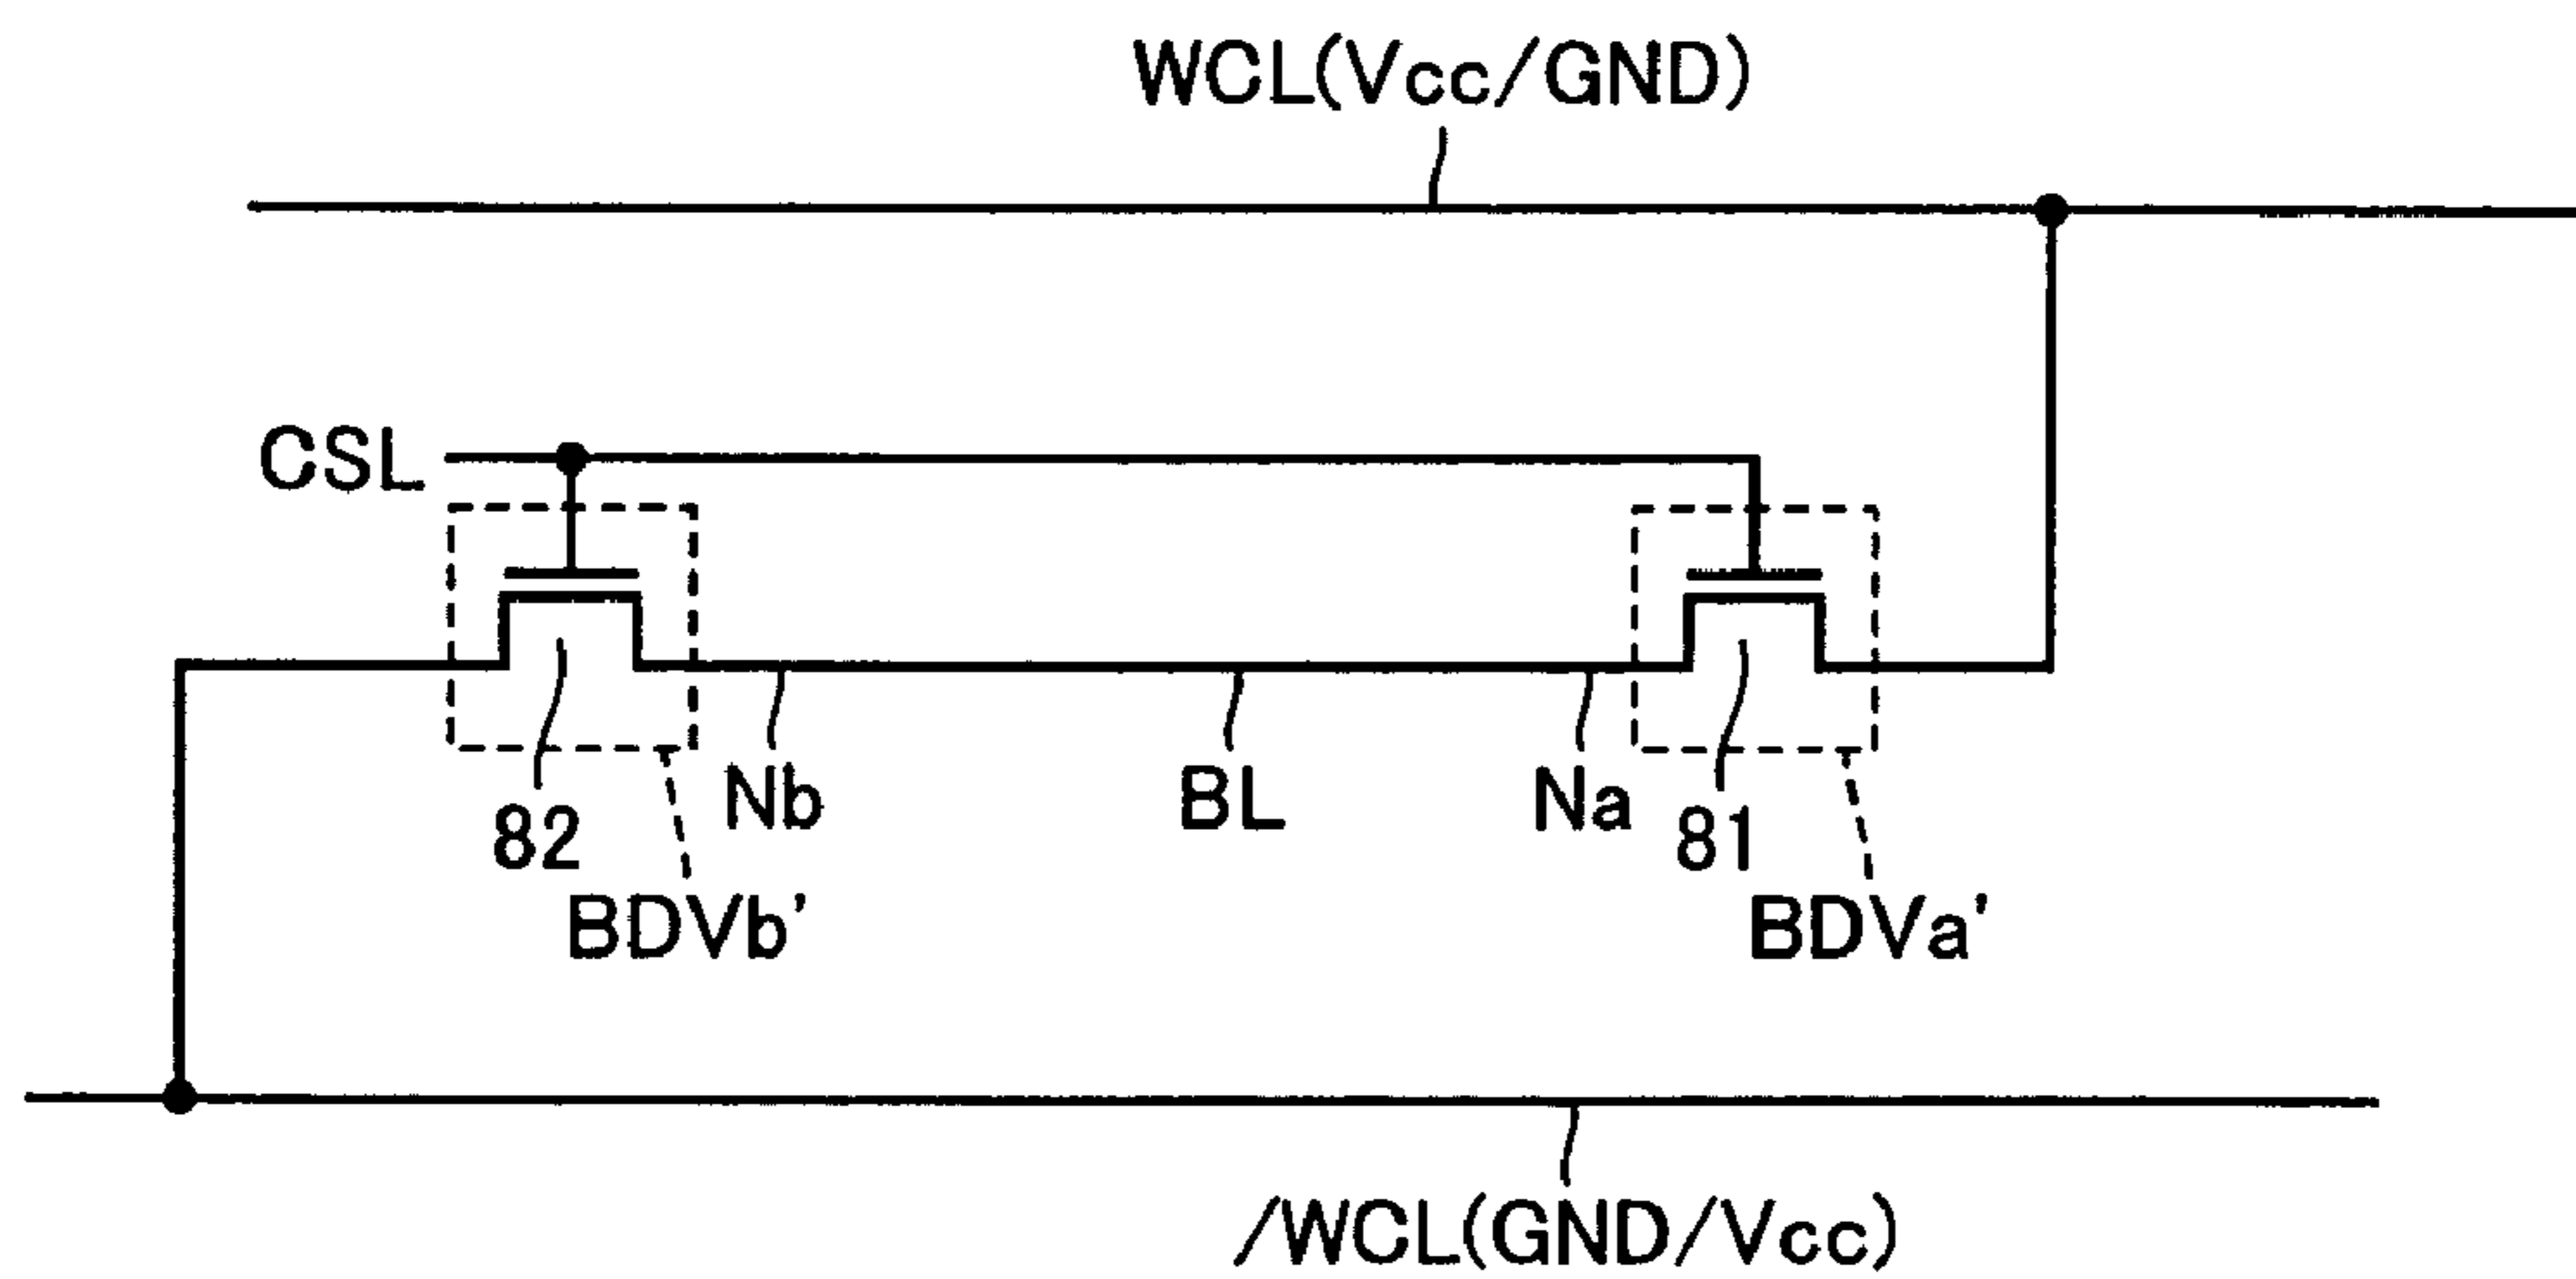 WCL(Vcc/GND)
CSL
Nb
BL
Na
82
81
BDVb'
BDVa'
/WCL(GND/Vcc)